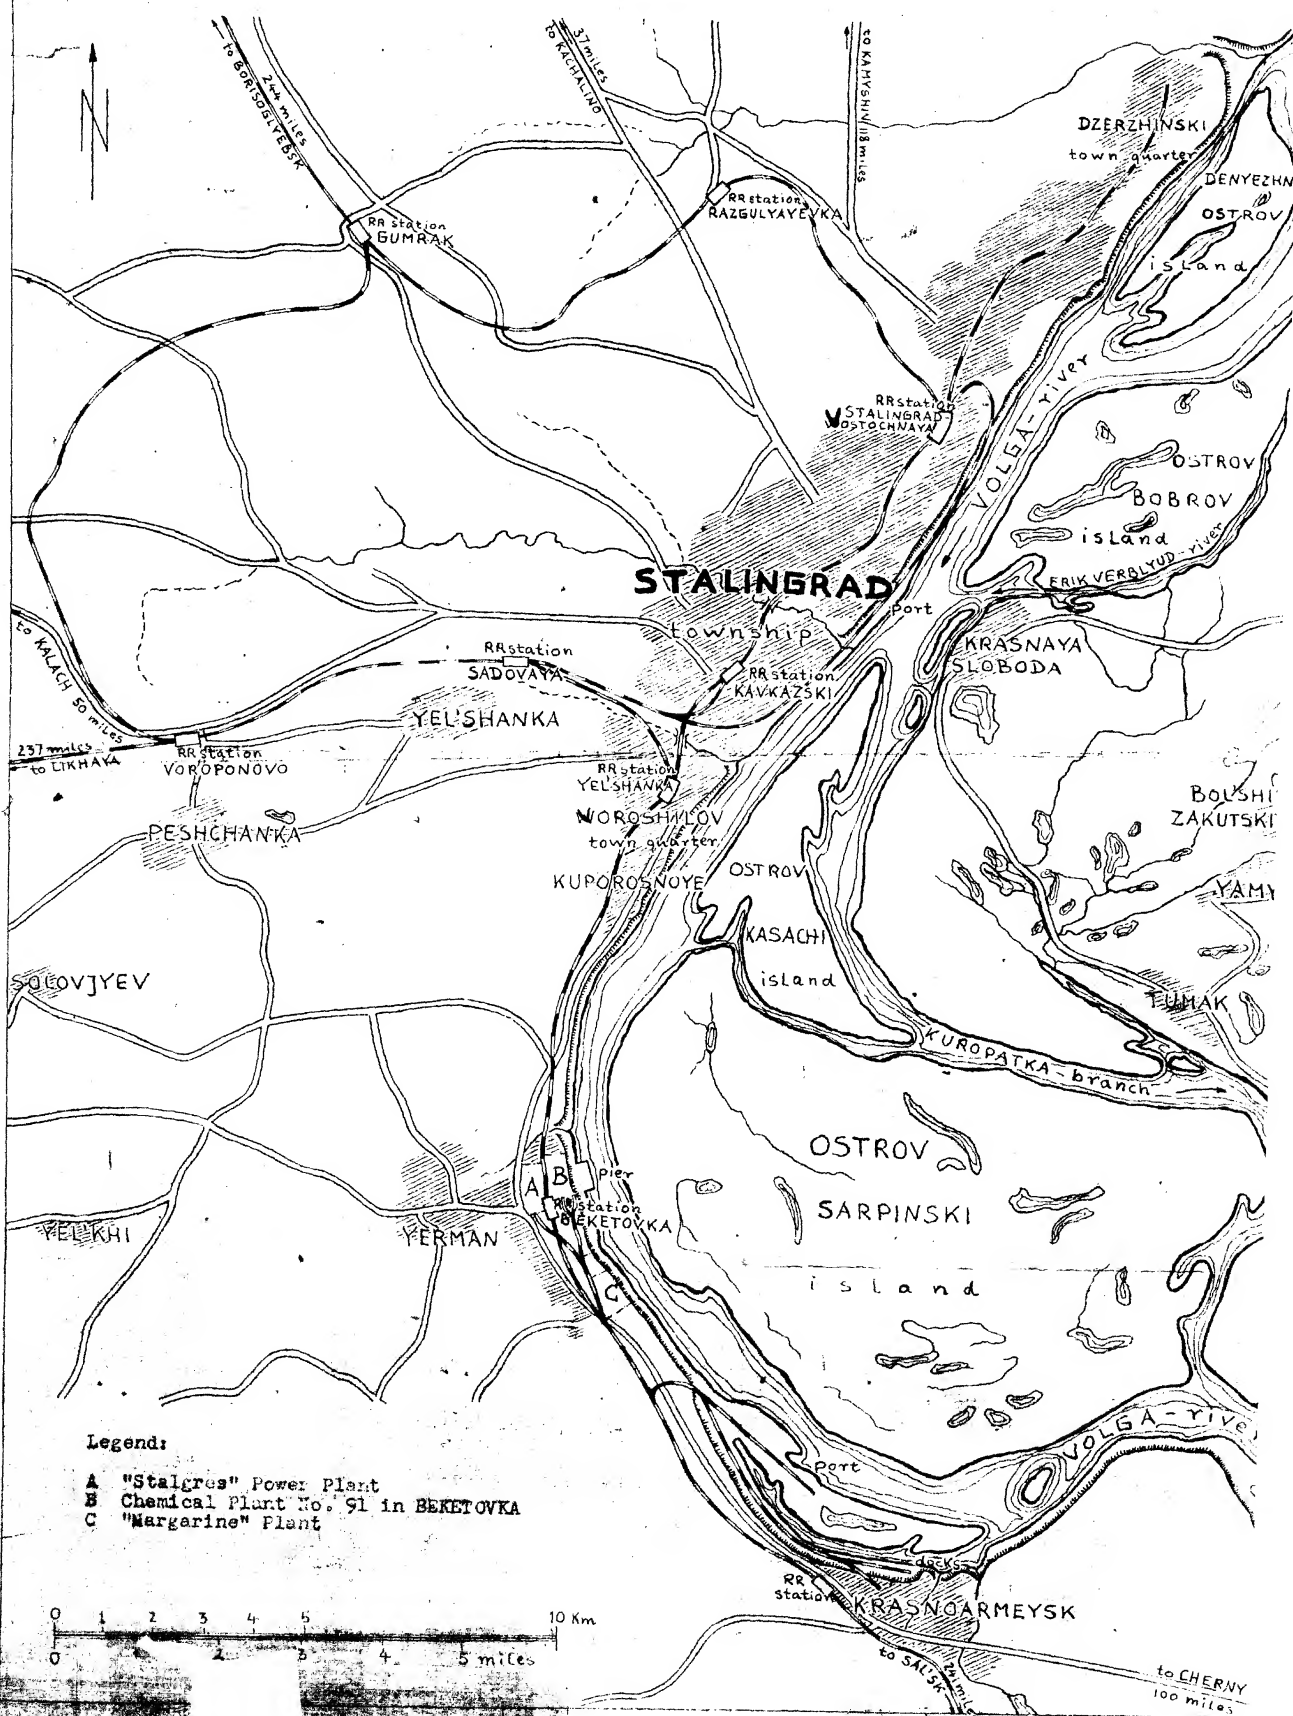 N
to BORISOGLYEBSK
244 miles
37 miles
to KACHALINO
to KAMYSHIN 118 miles
DZERZHINSKI
town quarter
DENYEZHN
OSTROV
island
RR station
RAZGULYAYEVKA
RR station
GUMRAK
VOLGA-river
RR station
STALINGRAD-
WOSTOCHNAYA
OSTROV
BOBROV
island
ERIK VERBLYUD-river
STALINGRAD
township
port
KRASNAYA
SLOBODA
to KALACH 50 miles
RR station
SADOVAYA
RR station
KAVKAZSKI
YEL'SHANKA
237 miles
to LIKHAYA
RR station
VOROPONOVO
RR station
YEL'SHANKA
WOROSHILOV
town quarter
PESHCHANKA
BOL'SHI
ZAKUTSKI
KUPOROSNOYE
OSTROV
KASACHI
island
YAMY
SOLOVJYEV
TUMAK
KUROPATKA-branch
OSTROV
SARPINSKI
island
A
B
pier
RR station
BEKETOVKA
YEL'KHI
YERMAN
C
VOLGA-river
port
Legend:
A "Stalgres" Power Plant
B Chemical Plant No. 91 in BEKETOVKA
C "Margarine" Plant
docks
RR
station
KRASNOARMEYSK
0 1 2 3 4 5 10 Km
0 2 3 4 5 miles
to SAL'SK
241 mile
to CHERNY
100 miles